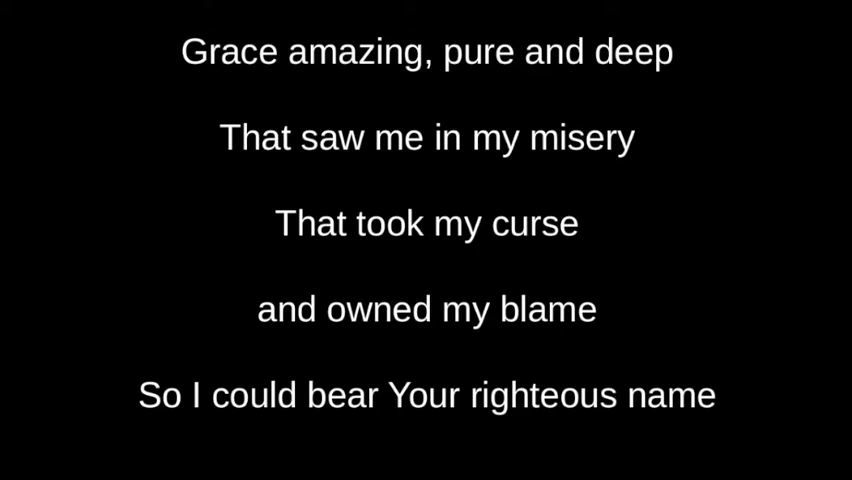 Grace amazing, pure and deep
That saw me in my misery
That took my curse
and owned my blame
So I could bear Your righteous name